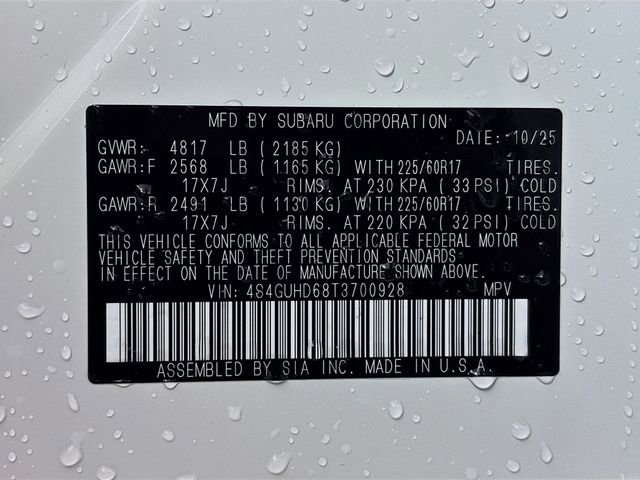 MFD BY SUBARU CORPORATION
DATE: 10/25
GVWR: 4817 LB ( 2185 KG)
GAWR:F 2568 LB ( 1165 KG) WITH 225/60R17 TIRES.
17X7J RIMS. AT 230 KPA ( 33 PSI) COLD
GAWR:R 2491 LB ( 1130 KG) WITH 225/60R17 TIRES.
17X7J RIMS. AT 220 KPA ( 32 PSI) COLD
THIS VEHICLE CONFORMS TO ALL APPLICABLE FEDERAL MOTOR
VEHICLE SAFETY AND THEFT PREVENTION STANDARDS
IN EFFECT ON THE DATE OF MANUFACTURE SHOWN ABOVE.
VIN: 4S4GUHD68T3700928 MPV
ASSEMBLED BY SIA INC. MADE IN U.S.A.